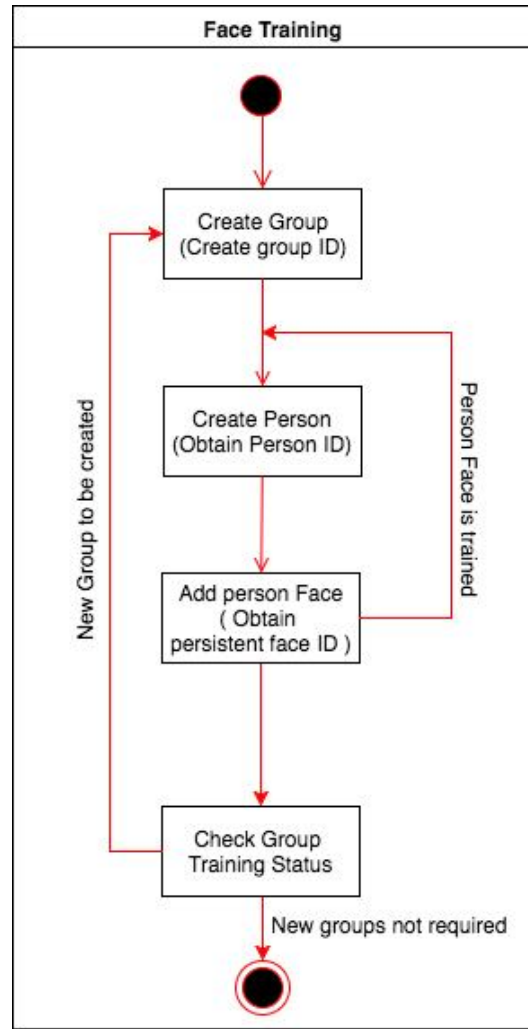 Face Training
Create Group
(Create group ID)
Create Person
(Obtain Person ID)
Person Face is trained
New Group to be created
Add person Face
( Obtain
persistent face ID )
Check Group
Training Status
New groups not required